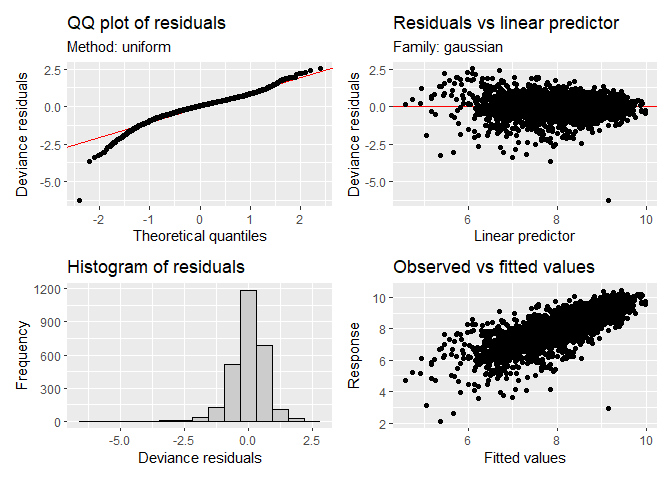 QQ plot of residuals
Method: uniform
2.5
0.0
-2.5
-5.0
Deviance residuals
-2
-1
0
1
2
Theoretical quantiles
Residuals vs linear predictor
Family: gaussian
2.5
0.0
-2.5
-5.0
Deviance residuals
6
8
10
Linear predictor
Histogram of residuals
1200
900
600
300
0
Frequency
-5.0
-2.5
0.0
2.5
Deviance residuals
Observed vs fitted values
10
8
6
4
2
Response
6
8
10
Fitted values